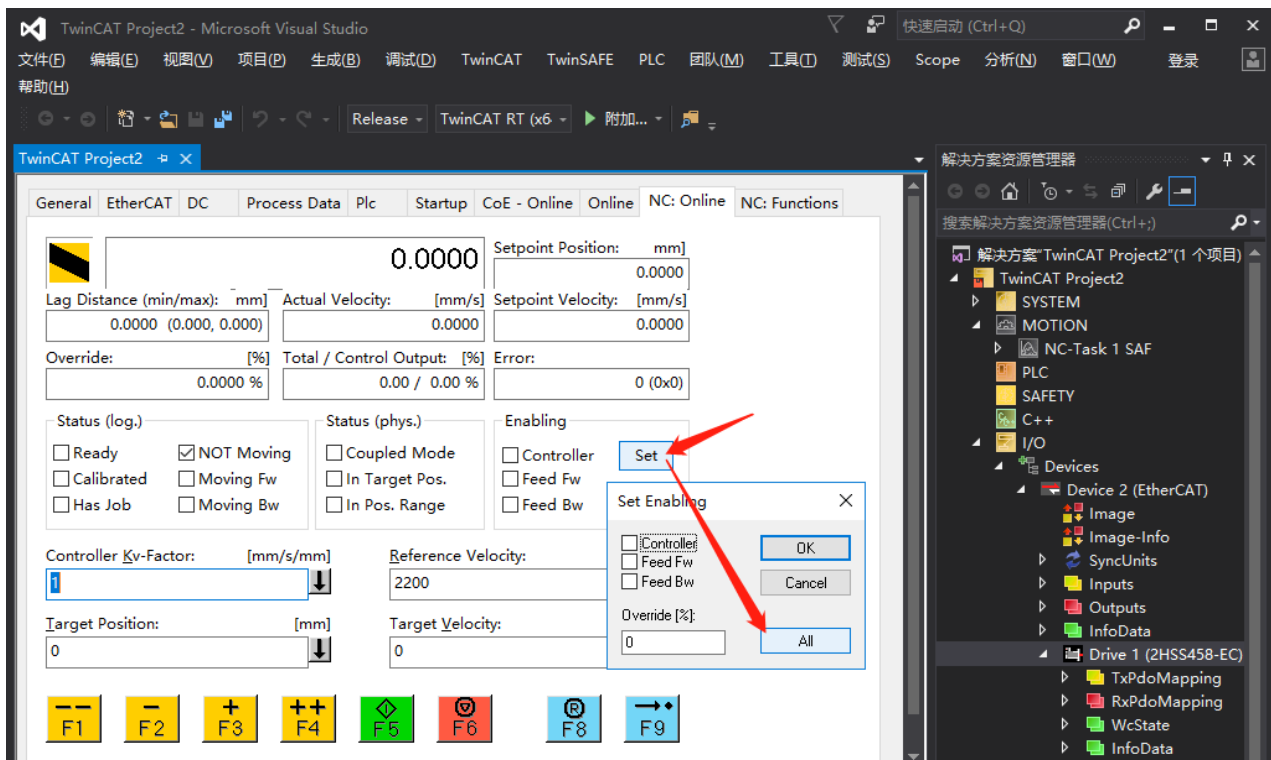 TwinCAT Project2 - Microsoft Visual Studio
快速启动 (Ctrl+Q)
文件(F) 编辑(E) 视图(V) 项目(P) 生成(B) 调试(D) TwinCAT TwinSAFE PLC 团队(M) 工具(T) 测试(S) Scope 分析(N) 窗口(W) 登录
帮助(H)
Release TwinCAT RT (x6 附加...
TwinCAT Project2
General EtherCAT DC Process Data Plc Startup CoE - Online Online NC: Online NC: Functions
0.0000
Setpoint Position: mm]
0.0000
Lag Distance (min/max): mm] Actual Velocity: [mm/s] Setpoint Velocity: [mm/s]
0.0000 (0.000, 0.000) 0.0000 0.0000
Override: [%] Total / Control Output: [%] Error:
0.0000 % 0.00 / 0.00 % 0 (0x0)
Status (log.) Status (phys.) Enabling
Ready NOT Moving Coupled Mode Controller Set
Calibrated Moving Fw In Target Pos. Feed Fw
Has Job Moving Bw In Pos. Range Feed Bw
Controller Kv-Factor: [mm/s/mm] Reference Velocity:
1 2200
Target Position: [mm] Target Velocity:
0 0
F1 F2 F3 F4 F5 F6 R F8 F9
Set Enabling
Controller OK
Feed Fw
Feed Bw Cancel
Override [%]:
0 All
解决方案资源管理器
搜索解决方案资源管理器(Ctrl+;)
解决方案"TwinCAT Project2"(1 个项目)
TwinCAT Project2
SYSTEM
MOTION
NC-Task 1 SAF
PLC
SAFETY
C++
I/O
Devices
Device 2 (EtherCAT)
Image
Image-Info
SyncUnits
Inputs
Outputs
InfoData
Drive 1 (2HSS458-EC)
TxPdoMapping
RxPdoMapping
WcState
InfoData